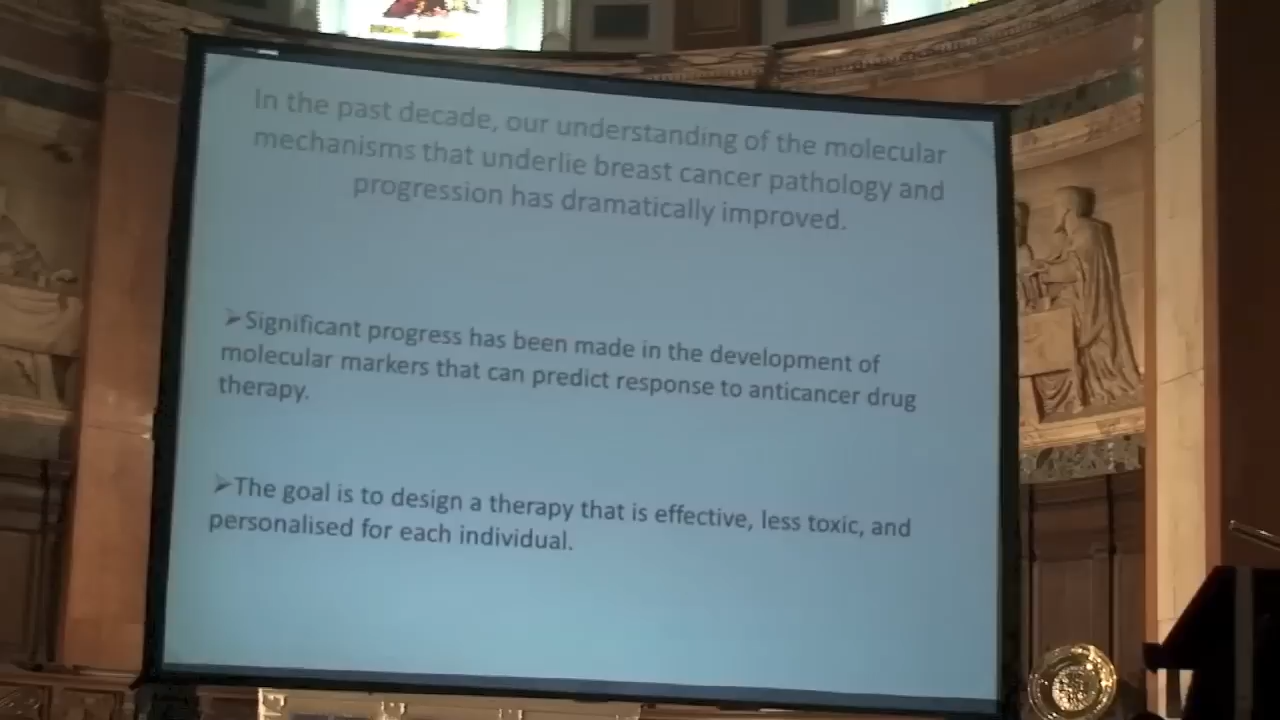 In the past decade, our understanding of the molecular
mechanisms that underlie breast cancer pathology and
progression has dramatically improved.
➢Significant progress has been made in the development of
molecular markers that can predict response to anticancer drug
therapy.
➢The goal is to design a therapy that is effective, less toxic, and
personalised for each individual.